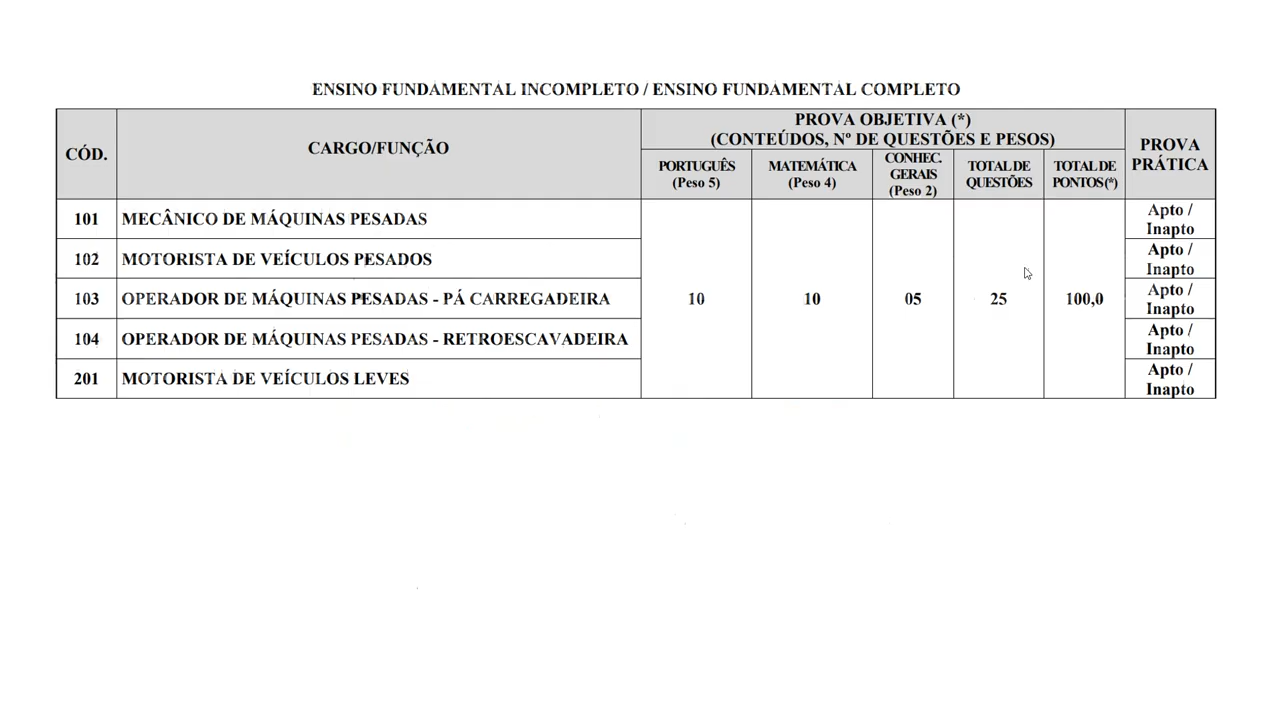 ENSINO FUNDAMENTAL INCOMPLETO / ENSINO FUNDAMENTAL COMPLETO
CÓD.
CARGO/FUNÇÃO
PROVA OBJETIVA (*)
(CONTEÚDOS, Nº DE QUESTÕES E PESOS)
PROVA
PRÁTICA
PORTUGUÊS
(Peso 5)
MATEMÁTICA
(Peso 4)
CONHEC.
GERAIS
(Peso 2)
TOTAL DE
QUESTÕES
TOTAL DE
PONTOS(*)
101
MECÂNICO DE MÁQUINAS PESADAS
Apto /
Inapto
102
MOTORISTA DE VEÍCULOS PESADOS
Apto /
Inapto
103
OPERADOR DE MÁQUINAS PESADAS - PÁ CARREGADEIRA
10
10
05
25
100,0
Apto /
Inapto
104
OPERADOR DE MÁQUINAS PESADAS - RETROESCAVADEIRA
Apto /
Inapto
201
MOTORISTA DE VEÍCULOS LEVES
Apto /
Inapto